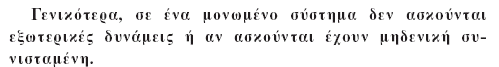 Γενικότερα, σε ένα μονωμένο σύστημα δεν ασκούνται
εξωτερικές δυνάμεις ή αν ασκούνται έχουν μηδενική συ-
νισταμένη.